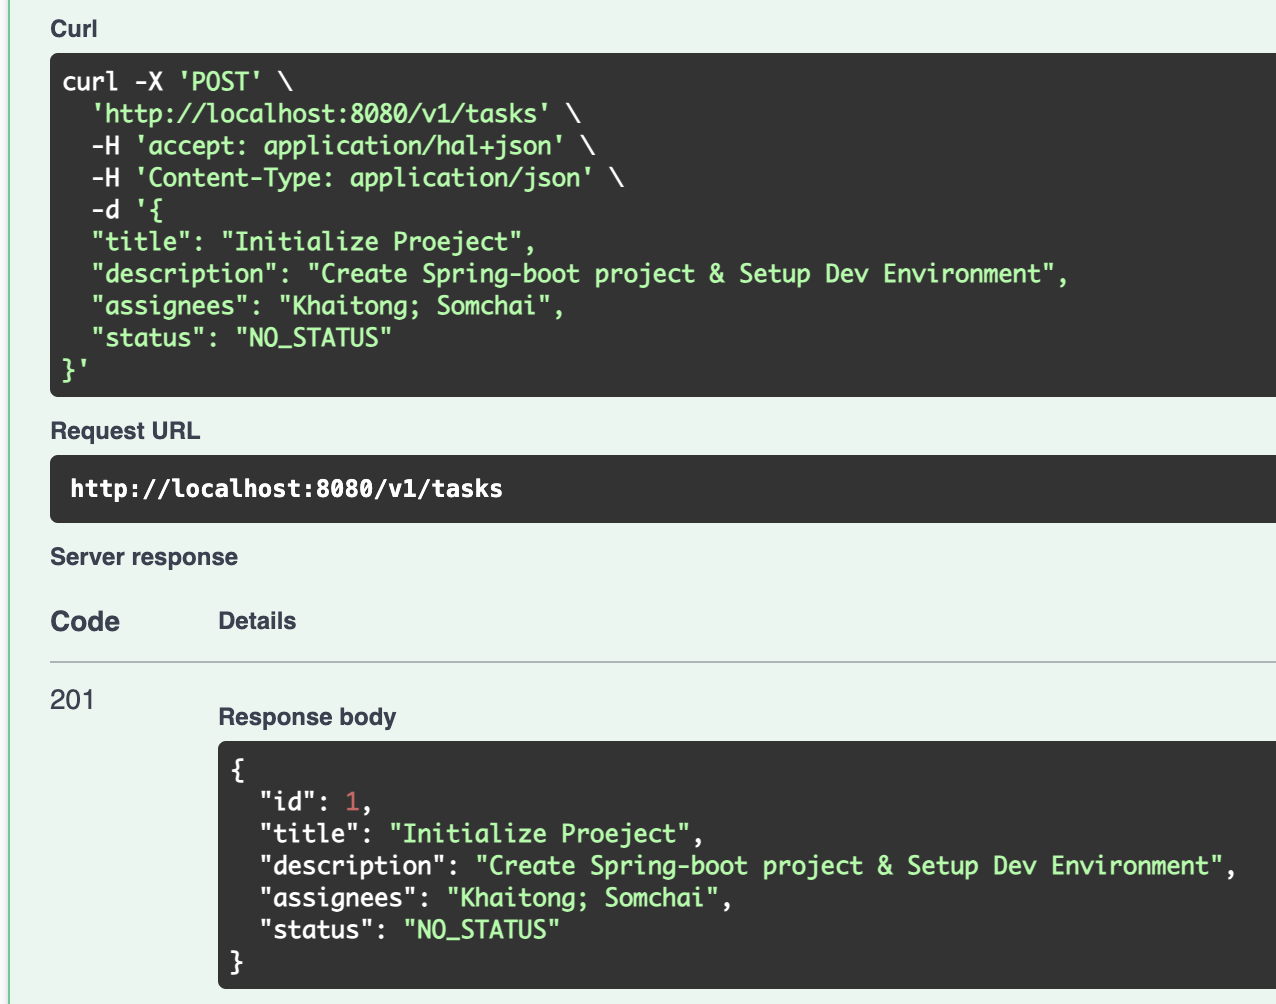 Curl
curl -X 'POST' \
  'http://localhost:8080/v1/tasks' \
  -H 'accept: application/hal+json' \
  -H 'Content-Type: application/json' \
  -d '{
  "title": "Initialize Proeject",
  "description": "Create Spring-boot project & Setup Dev Environment",
  "assignees": "Khaitong; Somchai",
  "status": "NO_STATUS"
}'
Request URL
http://localhost:8080/v1/tasks
Server response
Code Details
201
Response body
{
  "id": 1,
  "title": "Initialize Proeject",
  "description": "Create Spring-boot project & Setup Dev Environment",
  "assignees": "Khaitong; Somchai",
  "status": "NO_STATUS"
}